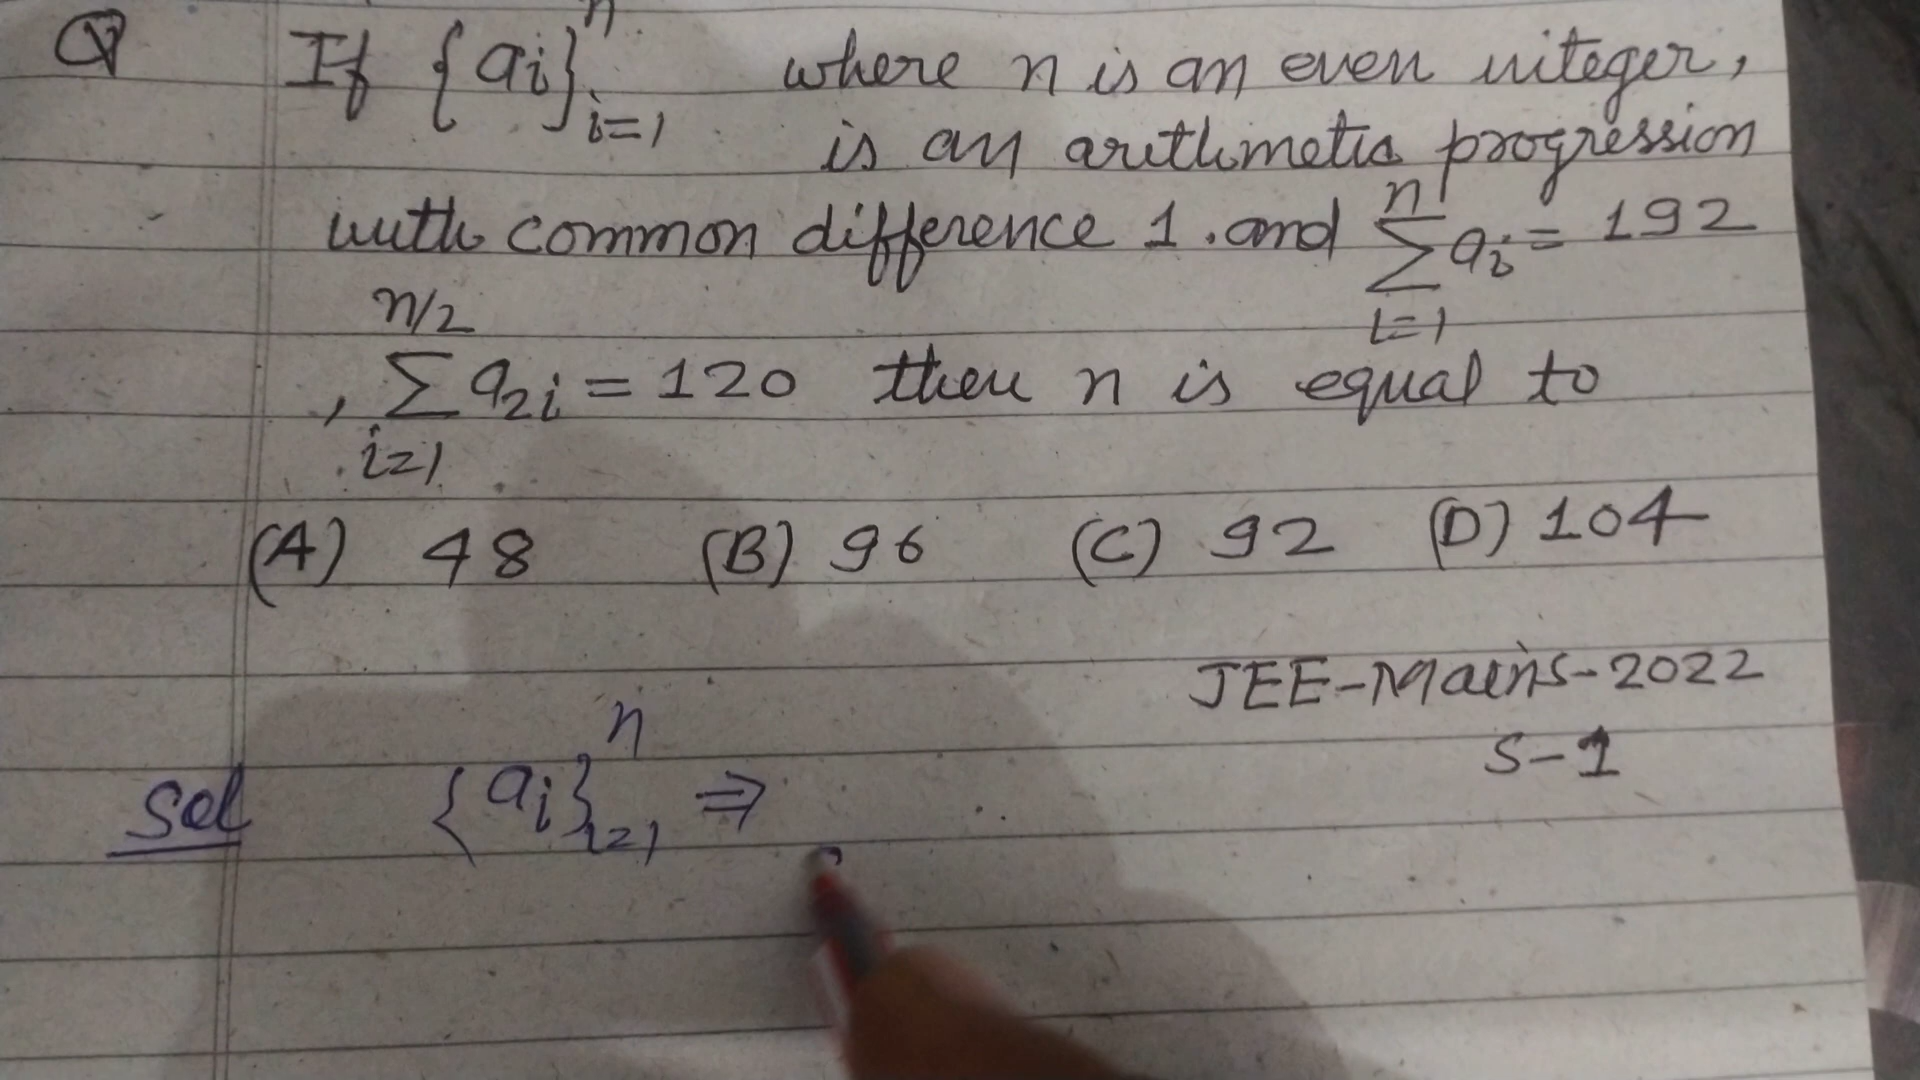 Q If {aᵢ}ⁿᵢ₌₁ where n is an even integer,
is an arithmetic progression
with common difference 1. and ∑ⁿᵢ₌₁ aᵢ = 192
, ∑ⁿ/²ᵢ₌₁ a₂ᵢ = 120 then n is equal to
(A) 48 (B) 96 (C) 92 (D) 104
JEE-Mains-2022
S-1
Sol {aᵢ}ⁿᵢ₌₁ ⇒